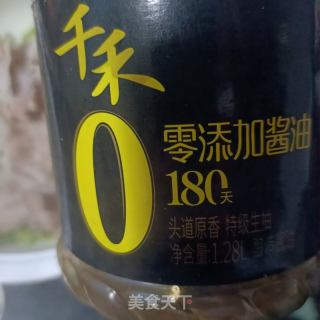 千禾
0
零添加酱油
180天
头道原香 特级生抽
净含量:1.28L
美食天下